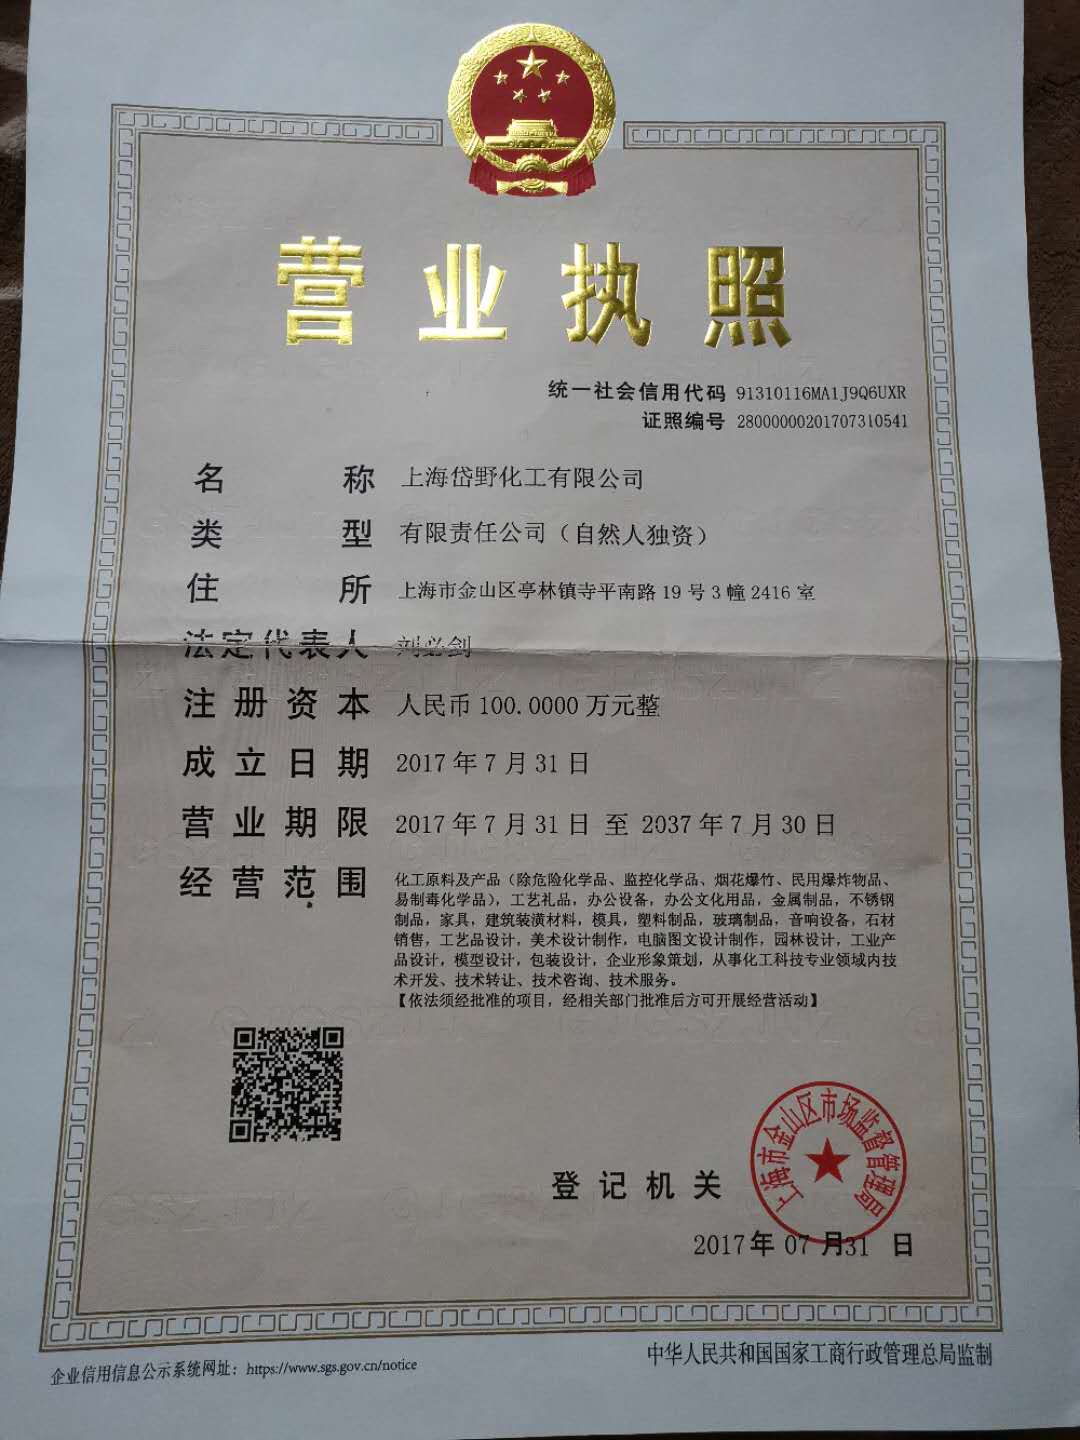 营业执照
统一社会信用代码 91310116MA1J9Q6UXR
证照编号 28000000201707310541
名称 上海岱野化工有限公司
类型 有限责任公司（自然人独资）
住所 上海市金山区亭林镇寺平南路19号3幢2416室
法定代表人 刘必剑
注册资本 人民币100.0000万元整
成立日期 2017年7月31日
营业期限 2017年7月31日 至 2037年7月30日
经营范围 化工原料及产品（除危险化学品、监控化学品、烟花爆竹、民用爆炸物品、
易制毒化学品），工艺礼品，办公设备，办公文化用品，金属制品，不锈钢
制品，家具，建筑装潢材料，模具，塑料制品，玻璃制品，音响设备，石材
销售，工艺品设计，美术设计制作，电脑图文设计制作，园林设计，工业产
品设计，模型设计，包装设计，企业形象策划，从事化工科技专业领域内技
术开发、技术转让、技术咨询、技术服务。
【依法须经批准的项目，经相关部门批准后方可开展经营活动】
上海市金山区市场监督管理局
登记机关
2017年07月31日
企业信用信息公示系统网址：https://www.sgs.gov.cn/notice
中华人民共和国国家工商行政管理总局监制